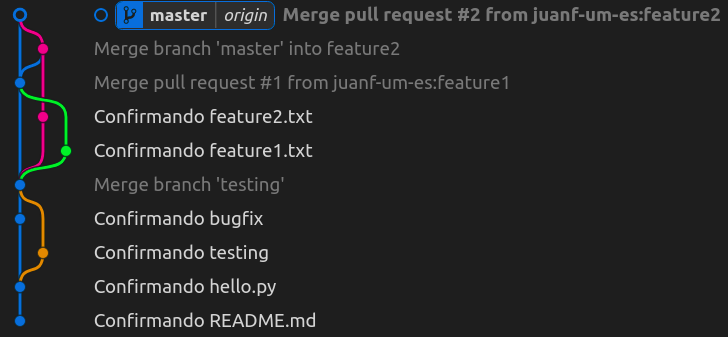 master origin Merge pull request #2 from juanf-um-es:feature2
Merge branch 'master' into feature2
Merge pull request #1 from juanf-um-es:feature1
Confirmando feature2.txt
Confirmando feature1.txt
Merge branch 'testing'
Confirmando bugfix
Confirmando testing
Confirmando hello.py
Confirmando README.md